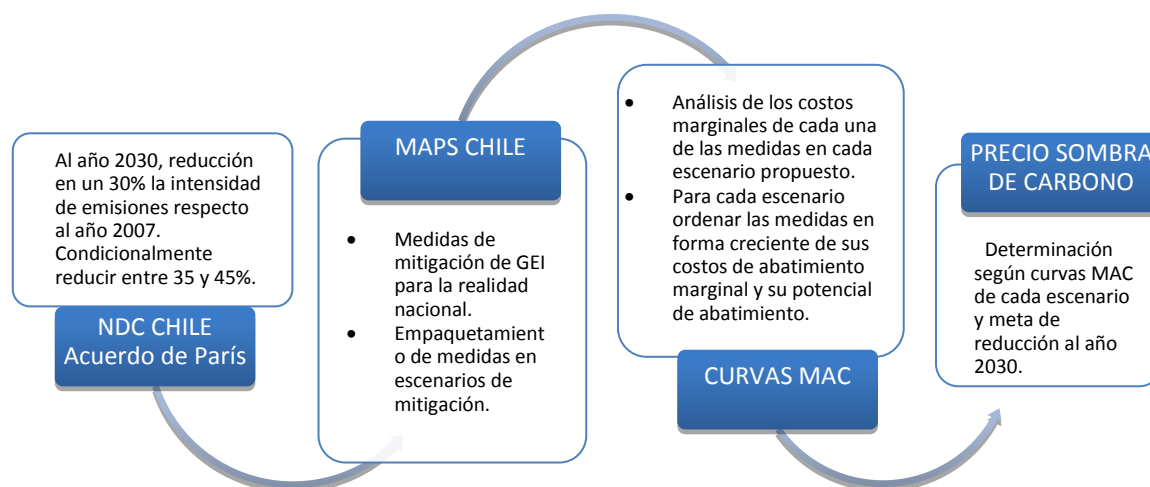 Al año 2030, reducción
en un 30% la intensidad
de emisiones respecto
al año 2007.
Condicionalmente
reducir entre 35 y 45%.
NDC CHILE
Acuerdo de París
MAPS CHILE
• Medidas de
mitigación de GEI
para la realidad
nacional.
• Empaquetamient
o de medidas en
escenarios de
mitigación.
• Análisis de los costos
marginales de cada una
de las medidas en cada
escenario propuesto.
• Para cada escenario
ordenar las medidas en
forma creciente de sus
costos de abatimiento
marginal y su potencial
de abatimiento.
CURVAS MAC
PRECIO SOMBRA
DE CARBONO
Determinación
según curvas MAC
de cada escenario
y meta de
reducción al año
2030.